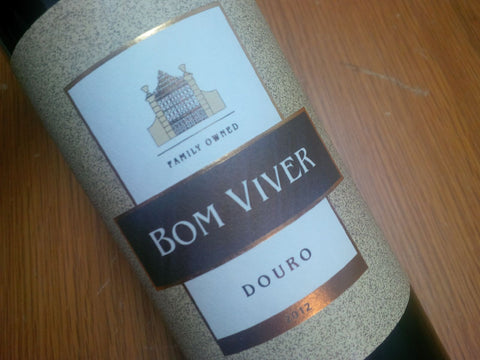 FAMILY OWNED
BOM VIVER
DOURO
2012